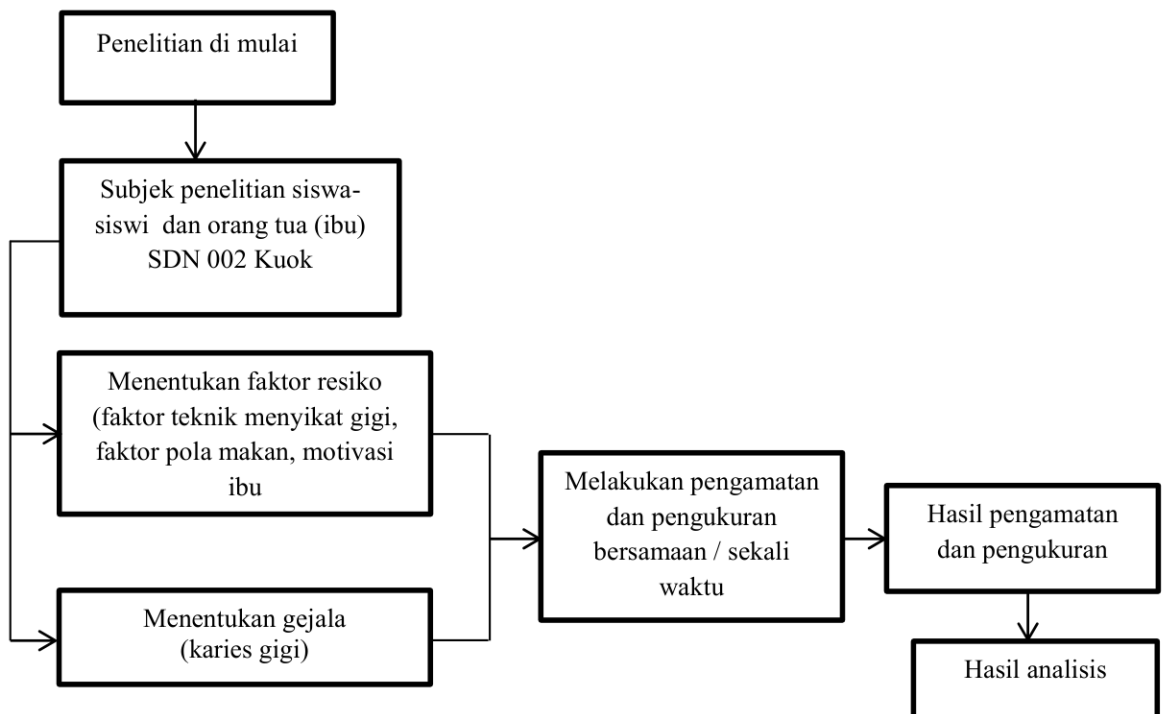 Penelitian di mulai
Subjek penelitian siswa-
siswi dan orang tua (ibu)
SDN 002 Kuok
Menentukan faktor resiko
(faktor teknik menyikat gigi,
faktor pola makan, motivasi
ibu
Menentukan gejala
(karies gigi)
Melakukan pengamatan
dan pengukuran
bersamaan / sekali
waktu
Hasil pengamatan
dan pengukuran
Hasil analisis